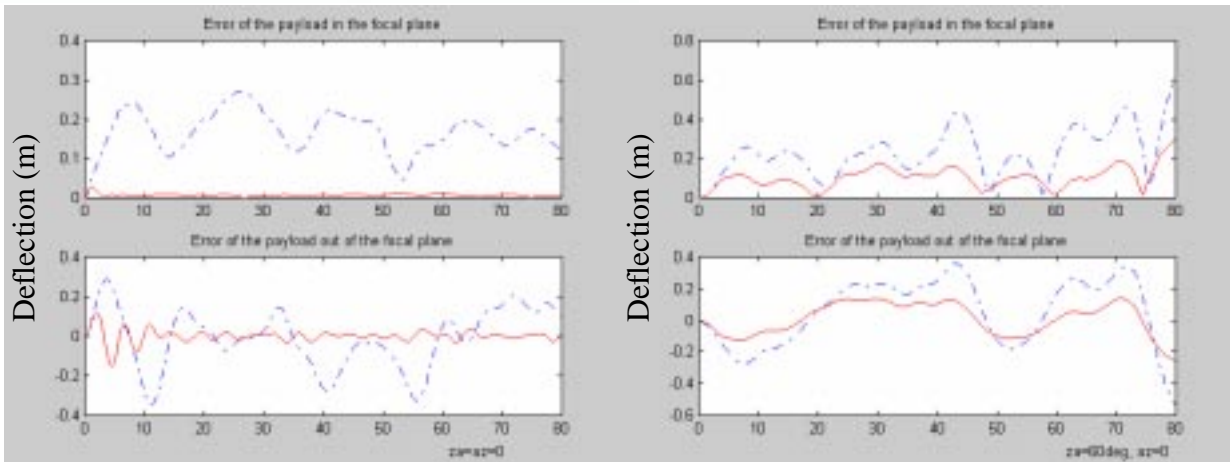 Error of the payload in the focal plane
0.4
0.3
0.2
0.1
0
0 10 20 30 40 50 60 70 80
Error of the payload out of the focal plane
0.4
0.2
0
-0.2
-0.4
0 10 20 30 40 50 60 70 80
za=az=0
Deflection (m)
Error of the payload in the focal plane
0.8
0.6
0.4
0.2
0
0 10 20 30 40 50 60 70 80
Error of the payload out of the focal plane
0.4
0.2
0
-0.2
-0.4
-0.6
0 10 20 30 40 50 60 70 80
za=60deg, az=0
Deflection (m)